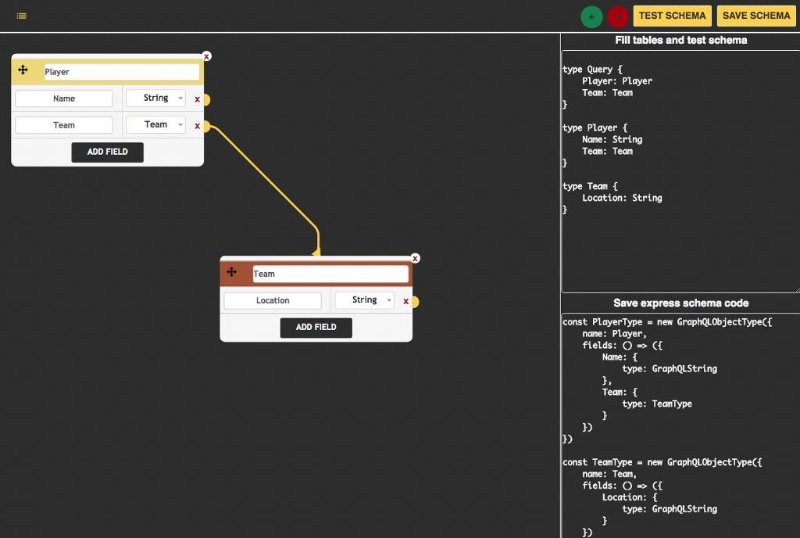 TEST SCHEMA
SAVE SCHEMA
Player
x
Name
String
x
Team
Team
x
ADD FIELD
Team
x
Location
String
x
ADD FIELD
Fill tables and test schema
type Query {
    Player: Player
    Team: Team
}
type Player {
    Name: String
    Team: Team
}
type Team {
    Location: String
}
Save express schema code
const PlayerType = new GraphQLObjectType({
    name: Player,
    fields: () => ({
        Name: {
            type: GraphQLString
        },
        Team: {
            type: TeamType
        }
    })
})
const TeamType = new GraphQLObjectType({
    name: Team,
    fields: () => ({
        Location: {
            type: GraphQLString
        }
    })